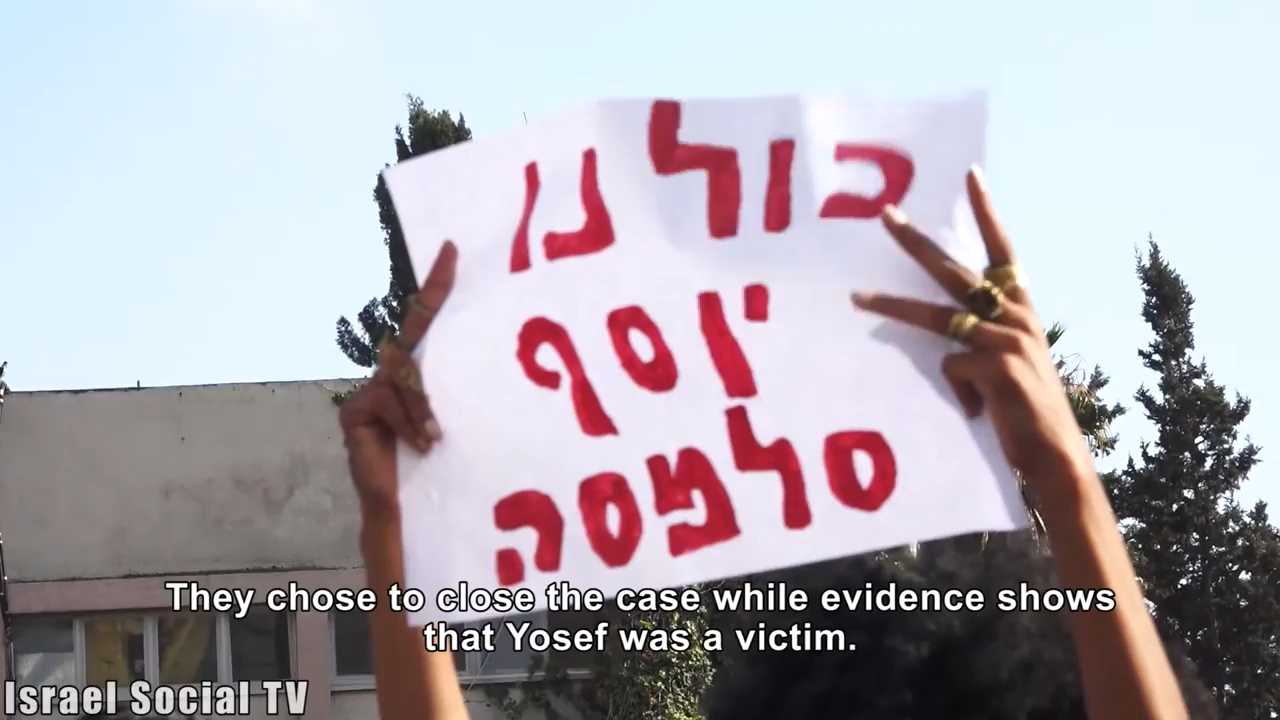 כולנו
יוסף
סלמסה
They chose to close the case while evidence shows
that Yosef was a victim.
Israel Social TV